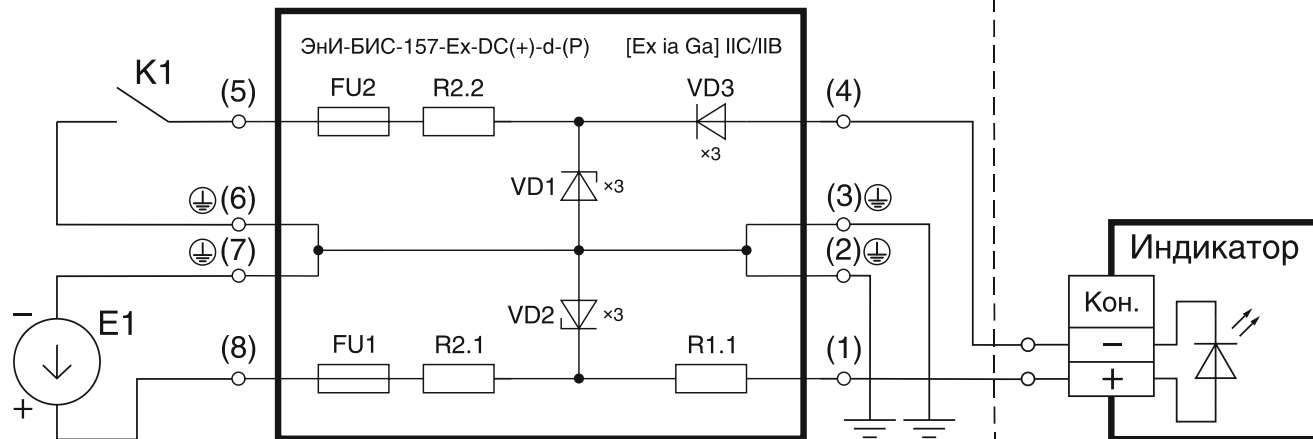 ЭнИ-БИС-157-Ex-DC(+)-d-(P) [Ex ia Ga] IIC/IIB
K1
(5) FU2 R2.2 VD3 (4)
×3
VD1 ×3
(6) (3)
(7) (2)
Индикатор
Кон.
VD2 ×3
− E1
(8) FU1 R2.1 R1.1 (1)
−
+
+